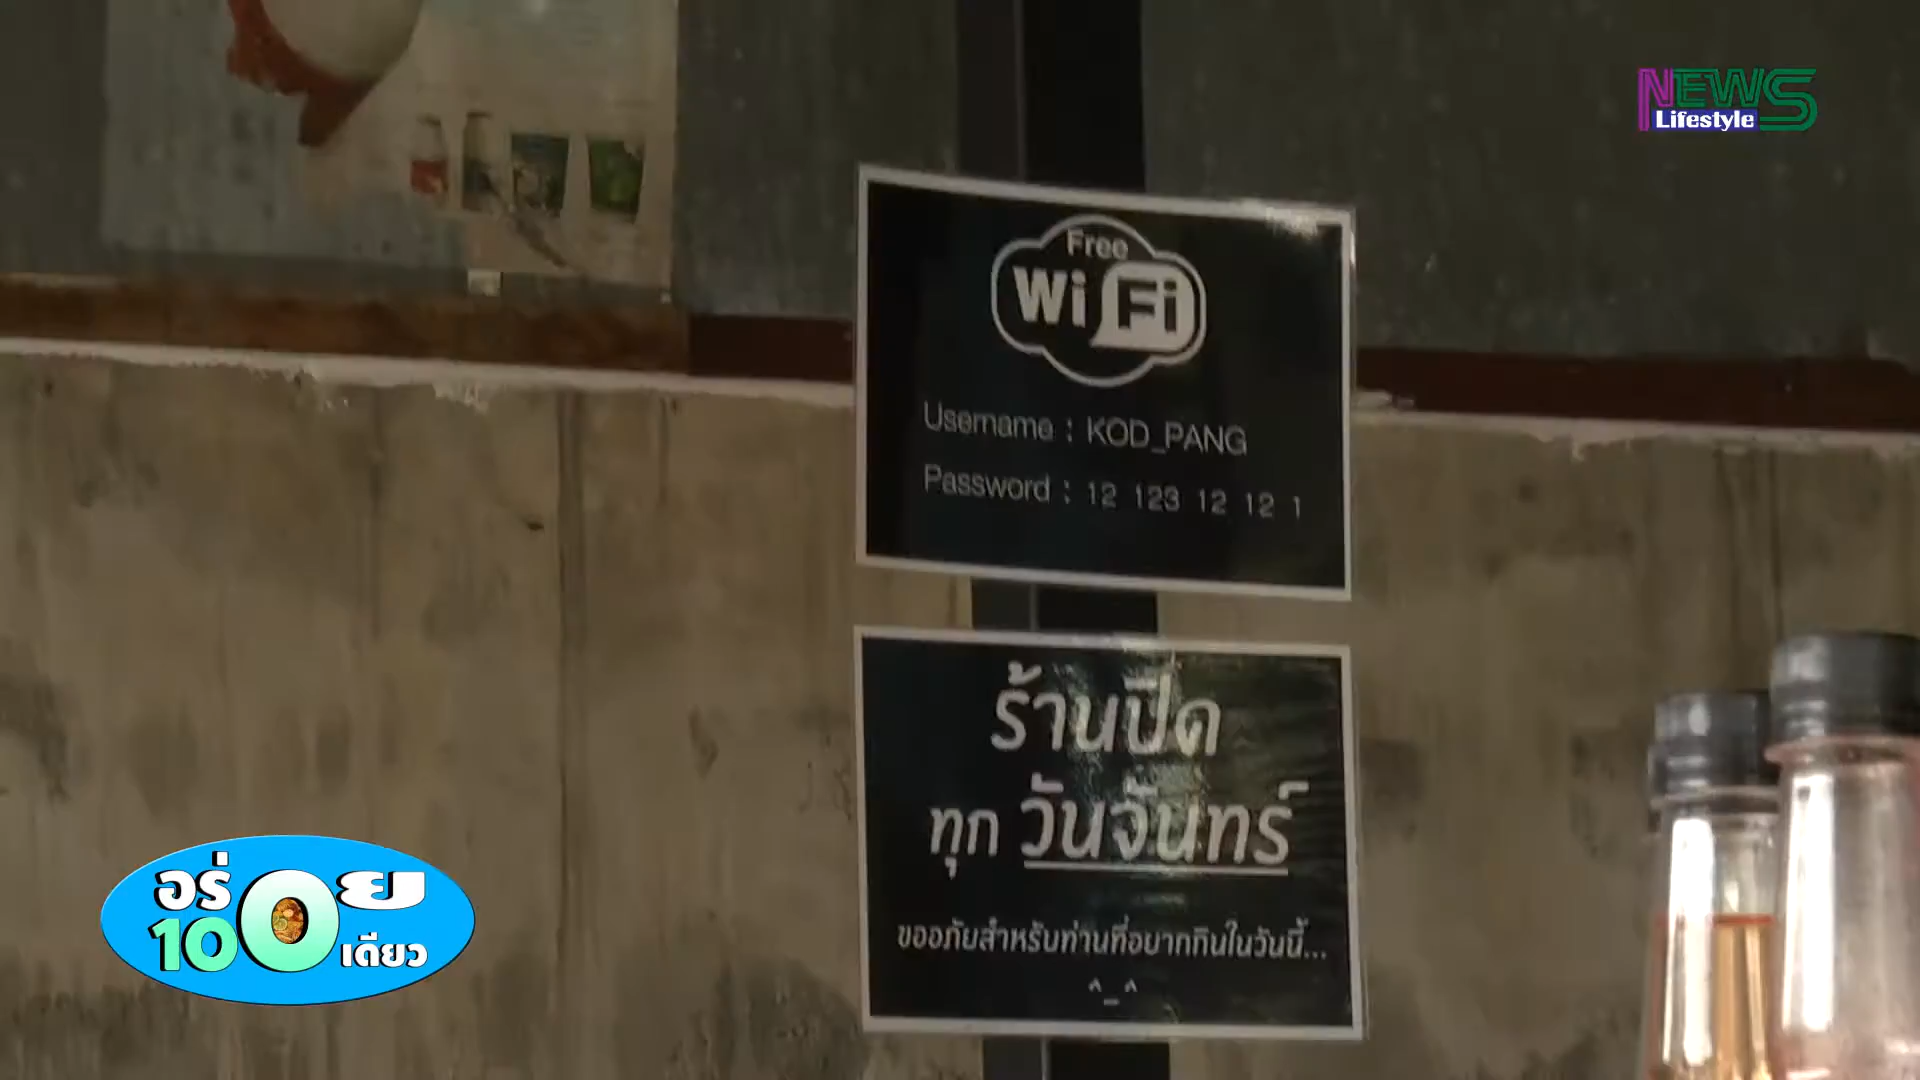 NEWS
Lifestyle
Free
Wi Fi
Username : KOD_PANG
Password : 12 123 12 12 1
ร้านปิด
ทุก วันจันทร์
ขออภัยสำหรับท่านที่อยากกินในวันนี้...
^_^
อร่อย
100 เดียว